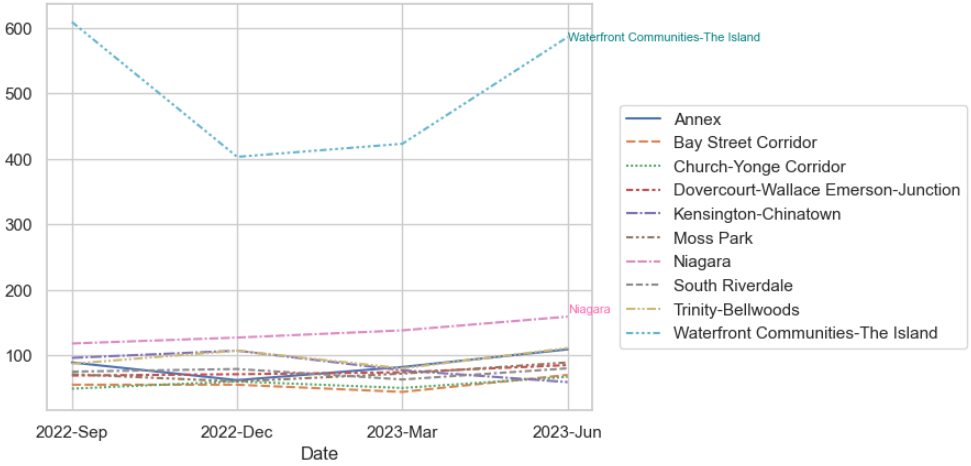 600
500
400
300
200
100
2022-Sep 2022-Dec 2023-Mar 2023-Jun
Date
Waterfront Communities-The Island
Niagara
Annex
Bay Street Corridor
Church-Yonge Corridor
Dovercourt-Wallace Emerson-Junction
Kensington-Chinatown
Moss Park
Niagara
South Riverdale
Trinity-Bellwoods
Waterfront Communities-The Island